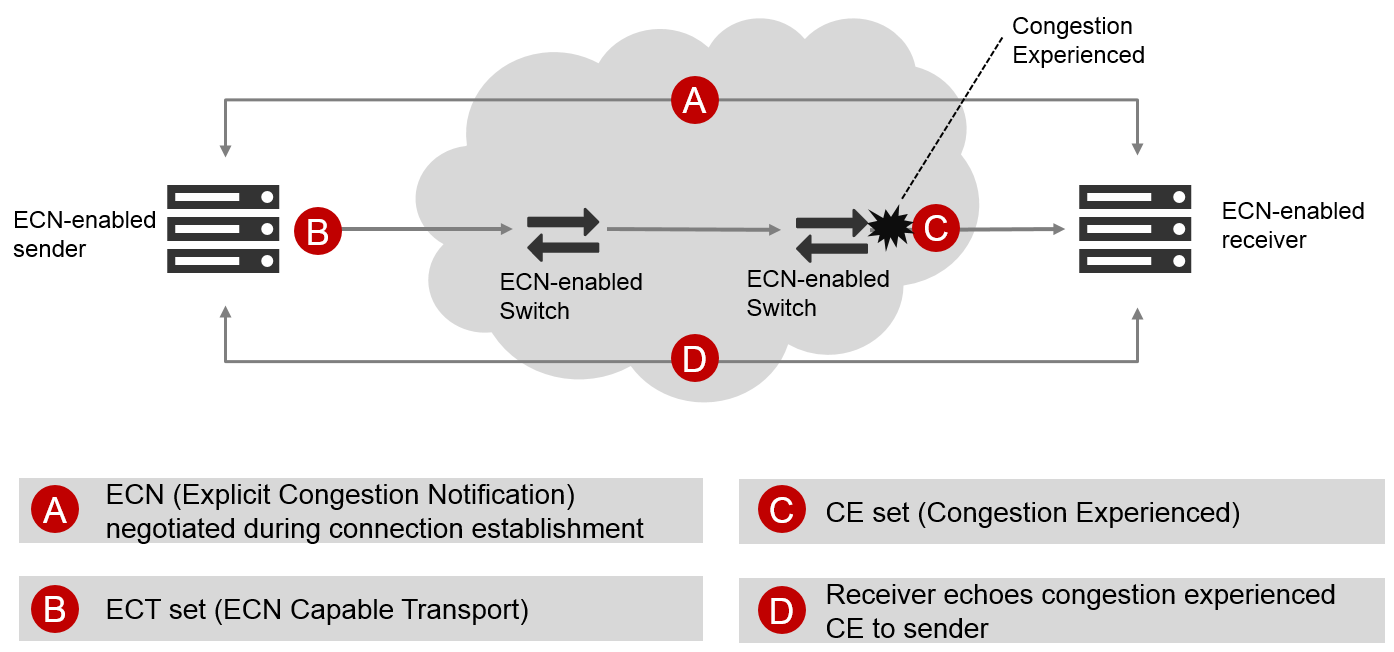 Congestion
Experienced
A
ECN-enabled
sender
B
C
ECN-enabled
receiver
ECN-enabled
Switch
ECN-enabled
Switch
D
A
ECN (Explicit Congestion Notification)
negotiated during connection establishment
C
CE set (Congestion Experienced)
B
ECT set (ECN Capable Transport)
D
Receiver echoes congestion experienced
CE to sender